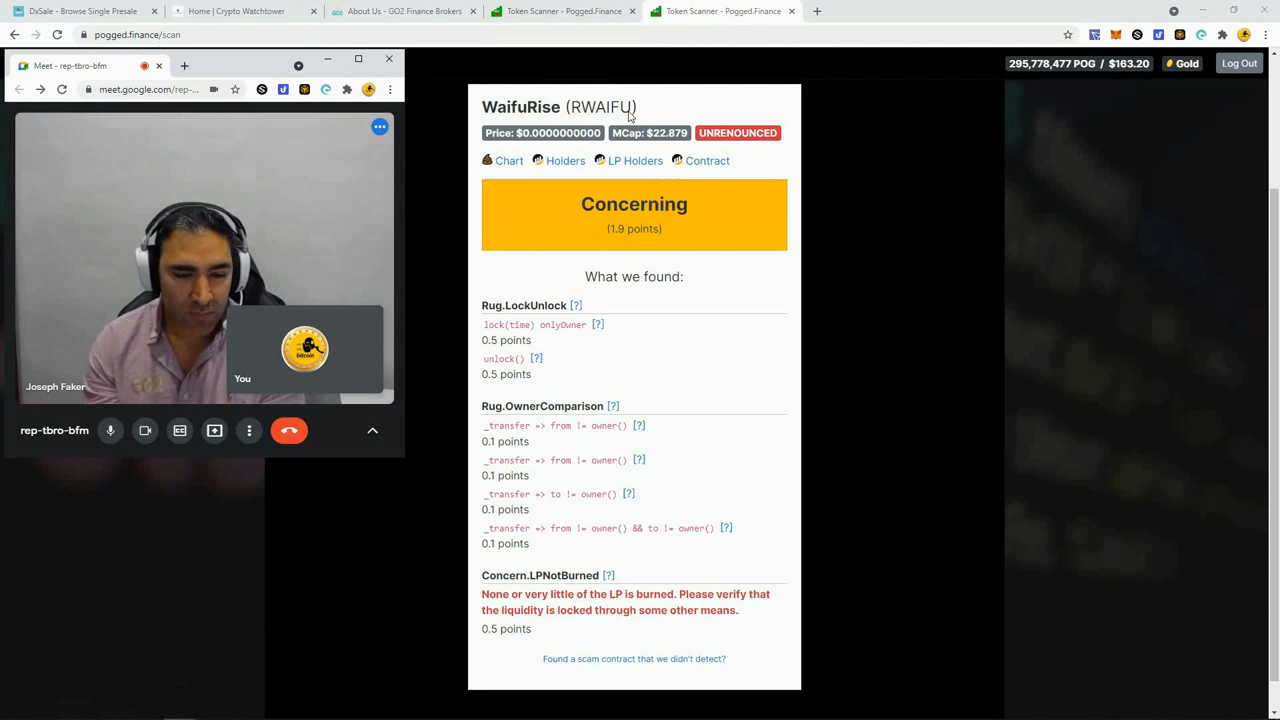 DxSale - Browse Single Presale
Home | Crypto Watchtower
About Us - GO2 Finance Brokers
Token Scanner - Pogged.Finance
Token Scanner - Pogged.Finance
pogged.finance/scan
Meet - rep-tbro-bfm
meet.google.com/rep-...
295,778,477 POG / $163.20
Gold
Log Out
WaifuRise (RWAIFU)
Price: $0.0000000000 MCap: $22.879 UNRENOUNCED
Chart Holders LP Holders Contract
Concerning
(1.9 points)
What we found:
Rug.LockUnlock [?]
lock(time) onlyOwner [?]
0.5 points
unlock() [?]
0.5 points
Rug.OwnerComparison [?]
_transfer => from != owner() [?]
0.1 points
_transfer => from != owner() [?]
0.1 points
_transfer => to != owner() [?]
0.1 points
_transfer => from != owner() && to != owner() [?]
0.1 points
Concern.LPNotBurned [?]
None or very little of the LP is burned. Please verify that
the liquidity is locked through some other means.
0.5 points
Found a scam contract that we didn't detect?
bitcoin
You
Joseph Faker
rep-tbro-bfm